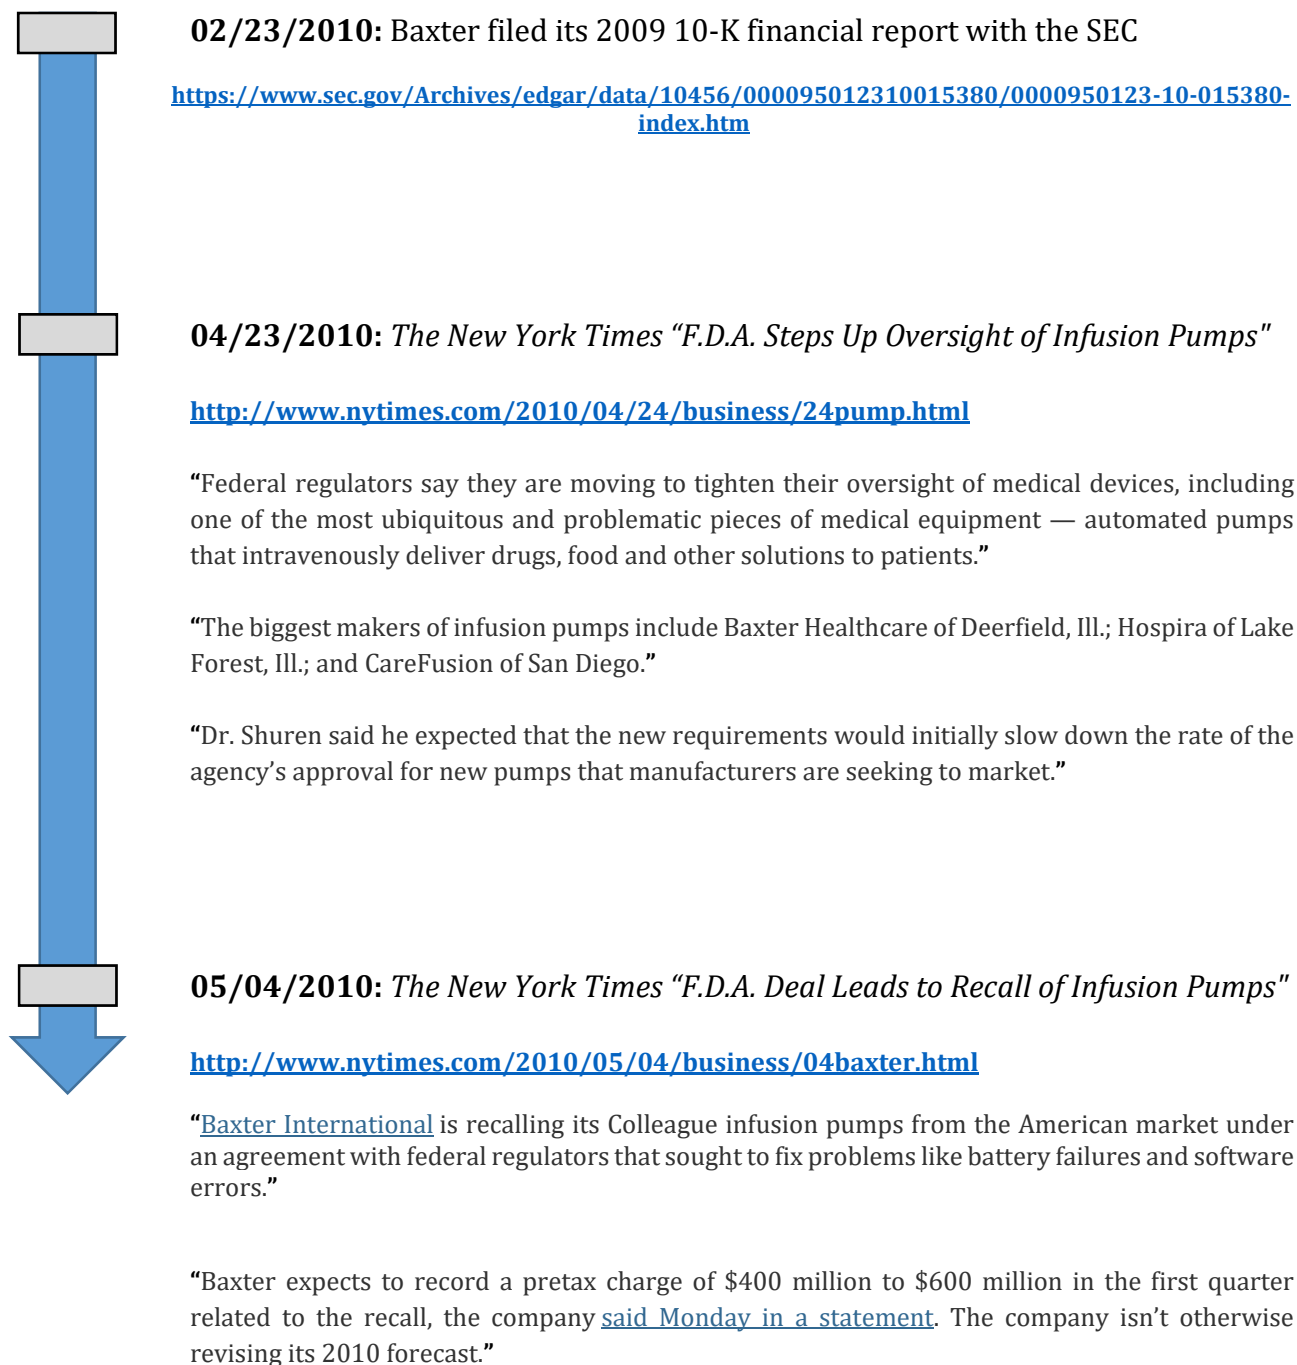 02/23/2010: Baxter filed its 2009 10-K financial report with the SEC
https://www.sec.gov/Archives/edgar/data/10456/000095012310015380/0000950123-10-015380-
index.htm
04/23/2010: The New York Times “F.D.A. Steps Up Oversight of Infusion Pumps"
http://www.nytimes.com/2010/04/24/business/24pump.html
“Federal regulators say they are moving to tighten their oversight of medical devices, including
one of the most ubiquitous and problematic pieces of medical equipment — automated pumps
that intravenously deliver drugs, food and other solutions to patients.”
“The biggest makers of infusion pumps include Baxter Healthcare of Deerfield, Ill.; Hospira of Lake
Forest, Ill.; and CareFusion of San Diego.”
“Dr. Shuren said he expected that the new requirements would initially slow down the rate of the
agency’s approval for new pumps that manufacturers are seeking to market.”
05/04/2010: The New York Times “F.D.A. Deal Leads to Recall of Infusion Pumps"
http://www.nytimes.com/2010/05/04/business/04baxter.html
“Baxter International is recalling its Colleague infusion pumps from the American market under
an agreement with federal regulators that sought to fix problems like battery failures and software
errors.”
“Baxter expects to record a pretax charge of $400 million to $600 million in the first quarter
related to the recall, the company said Monday in a statement. The company isn’t otherwise
revising its 2010 forecast.”